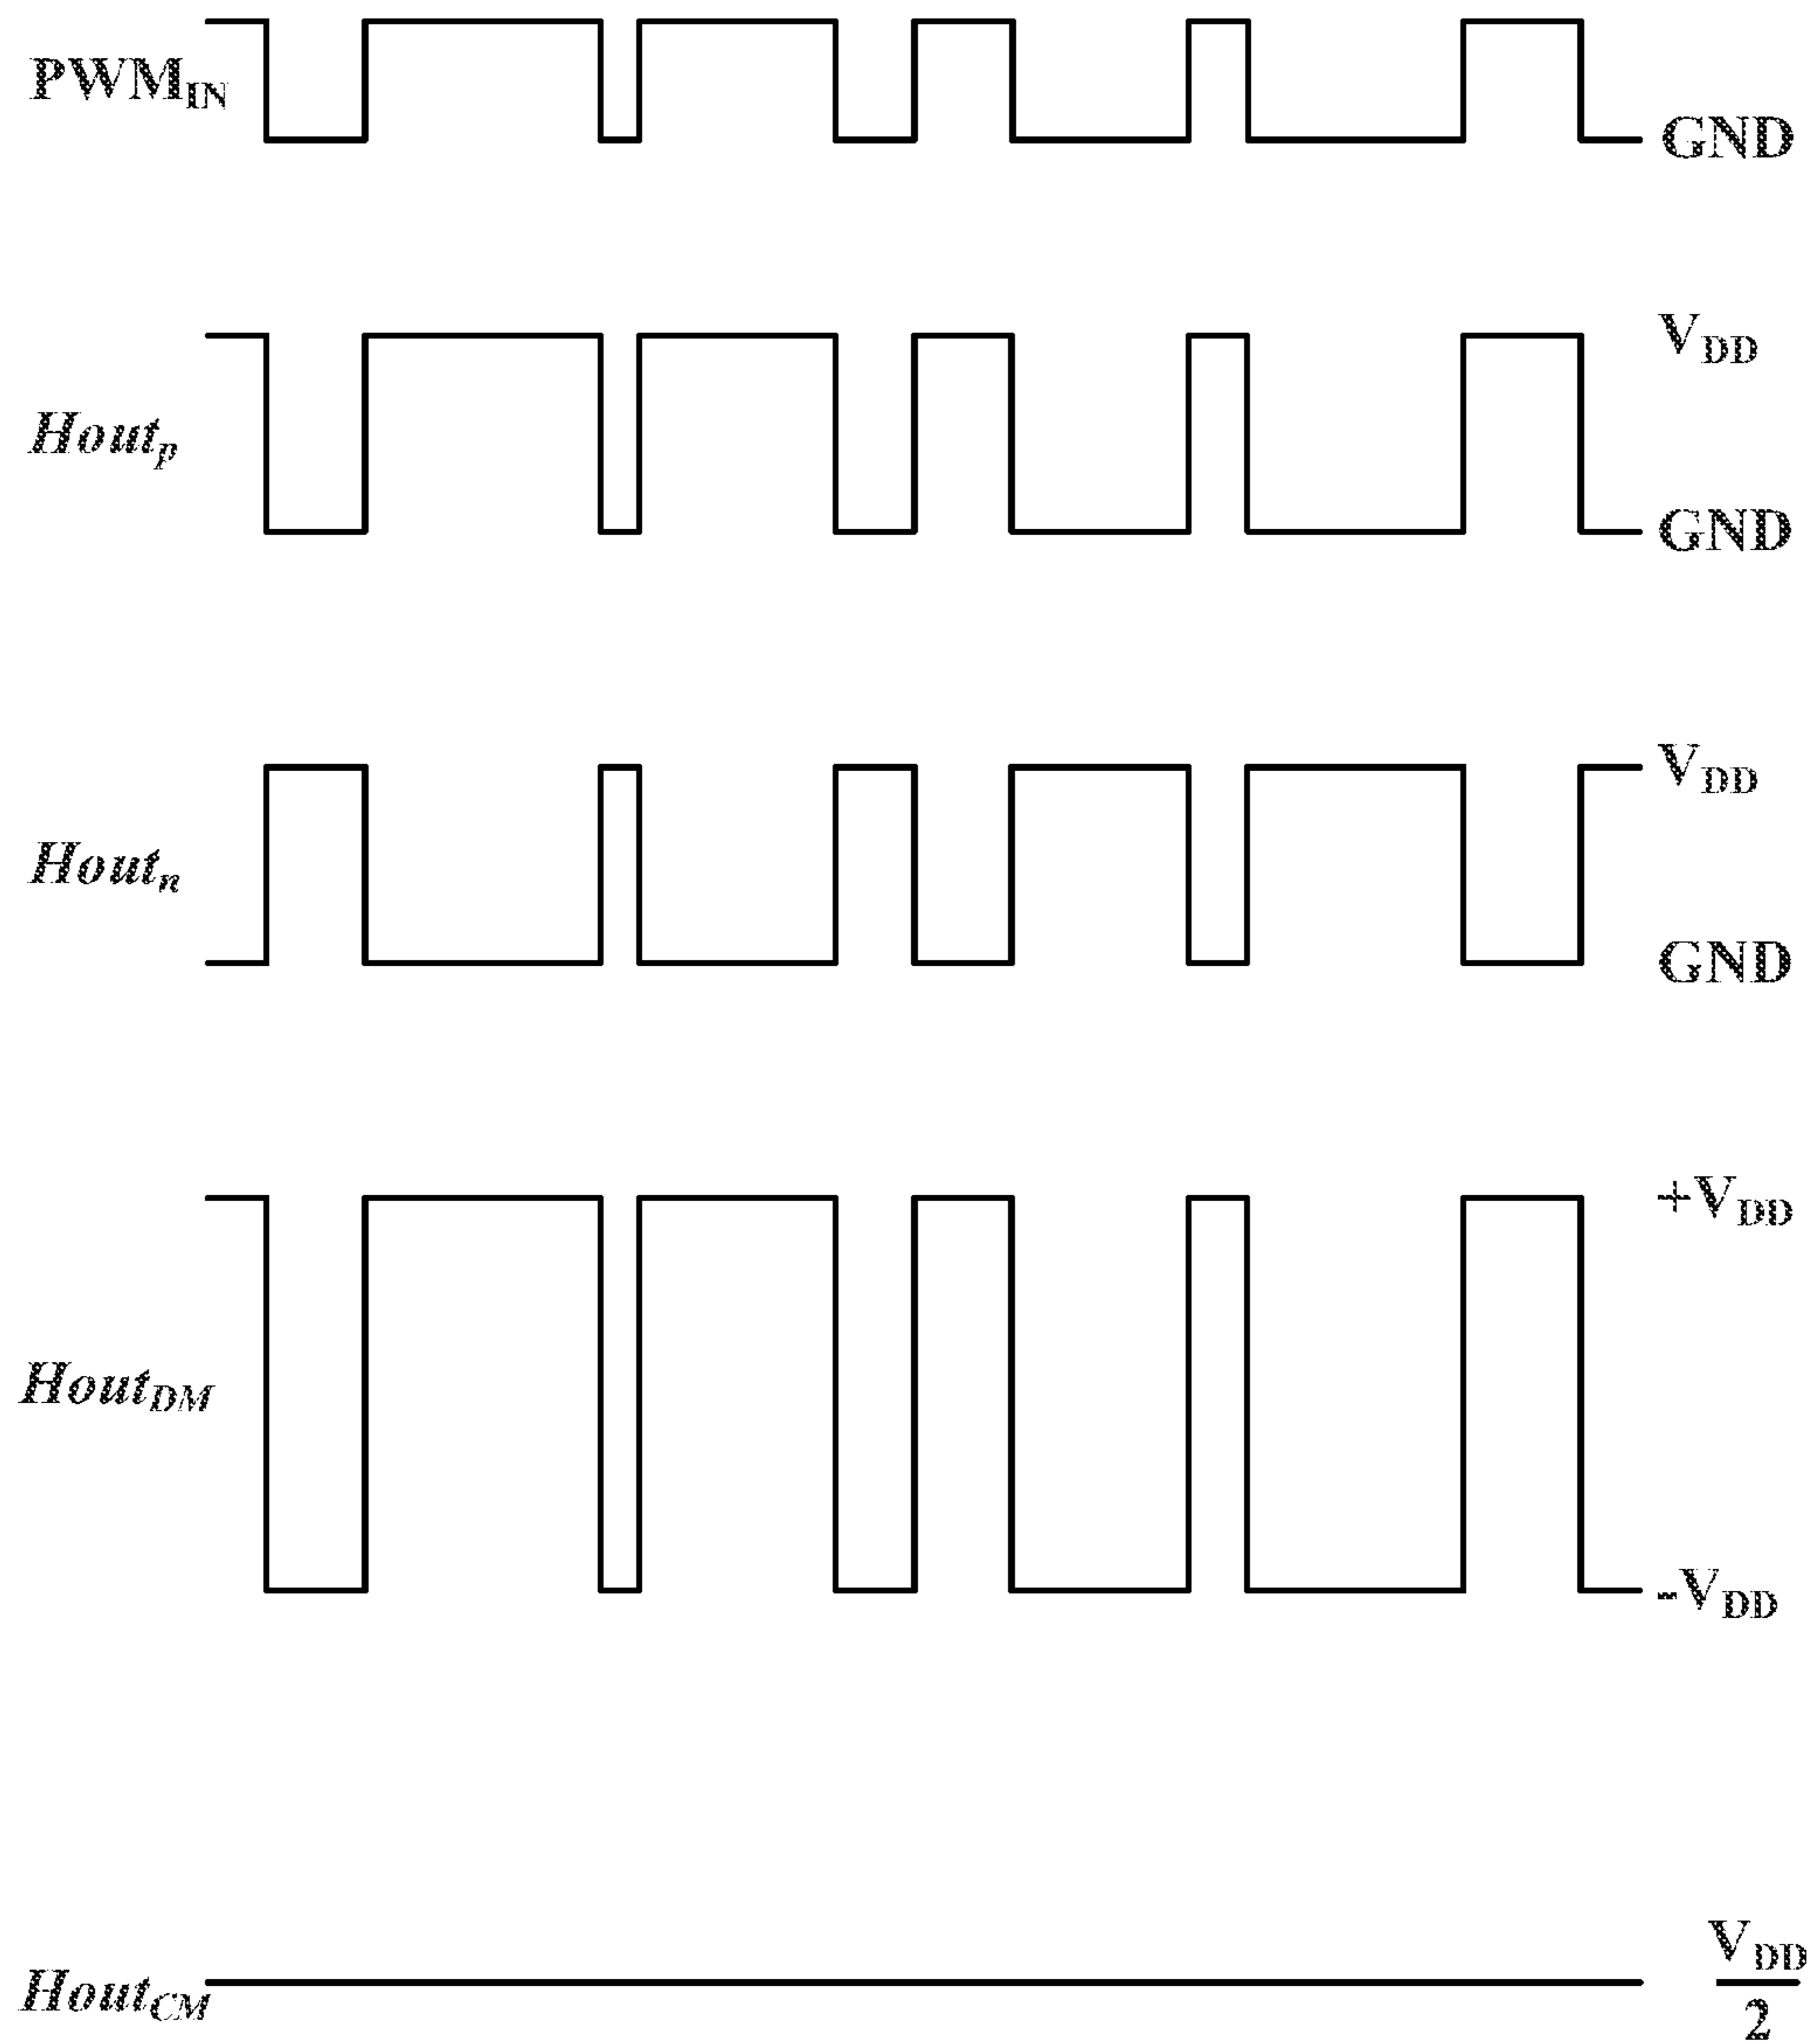 PWM_IN
GND
V_DD
Hout_p
GND
V_DD
Hout_n
GND
+V_DD
Hout_DM
-V_DD
Hout_CM
V_DD
2